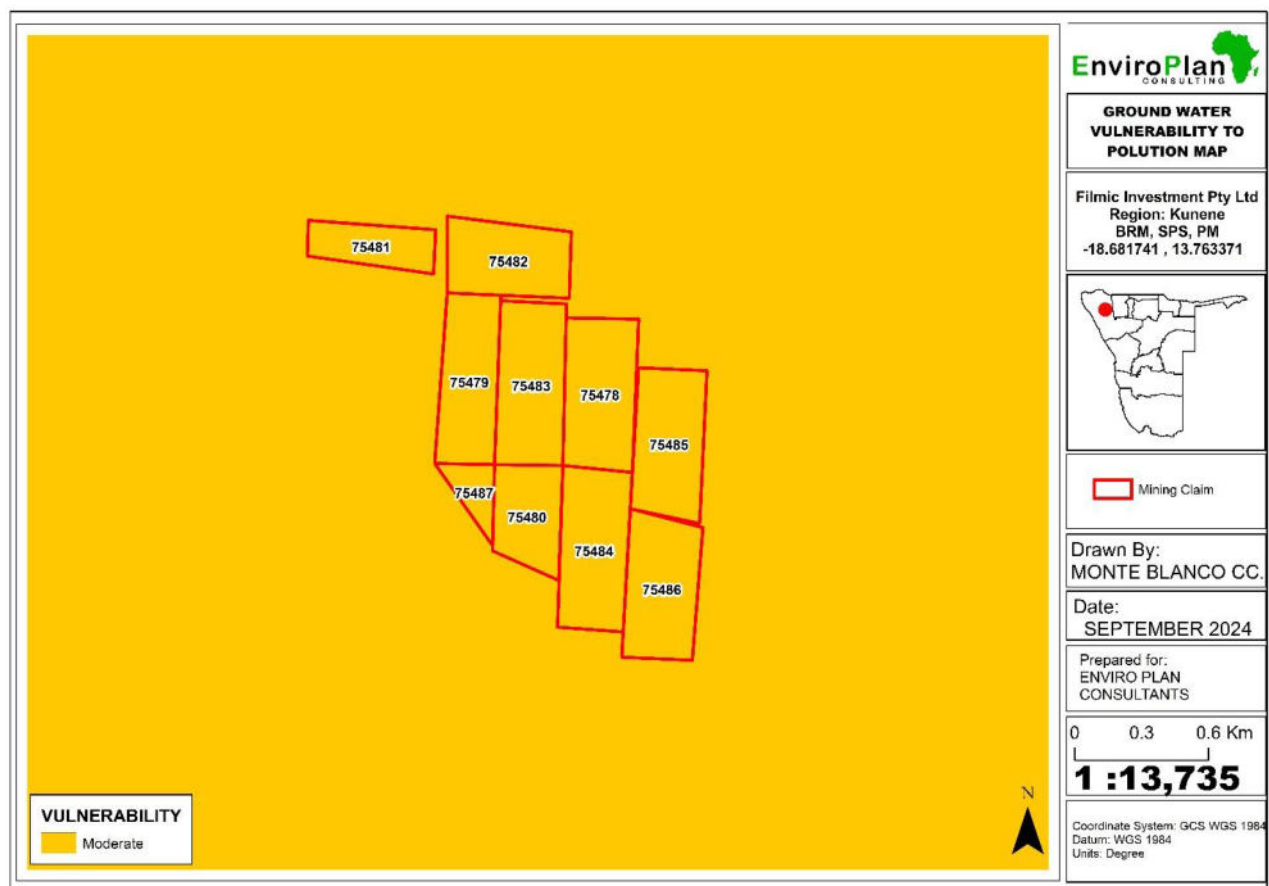 EnviroPlan
CONSULTING
GROUND WATER
VULNERABILITY TO
POLUTION MAP
Filmic Investment Pty Ltd
Region: Kunene
BRM, SPS, PM
-18.681741 , 13.763371
Mining Claim
Drawn By:
MONTE BLANCO CC.
Date:
SEPTEMBER 2024
Prepared for:
ENVIRO PLAN
CONSULTANTS
0 0.3 0.6 Km
1 :13,735
Coordinate System: GCS WGS 1984
Datum: WGS 1984
Units: Degree
75481
75482
75479
75483
75478
75485
75487
75480
75484
75486
N
VULNERABILITY
Moderate